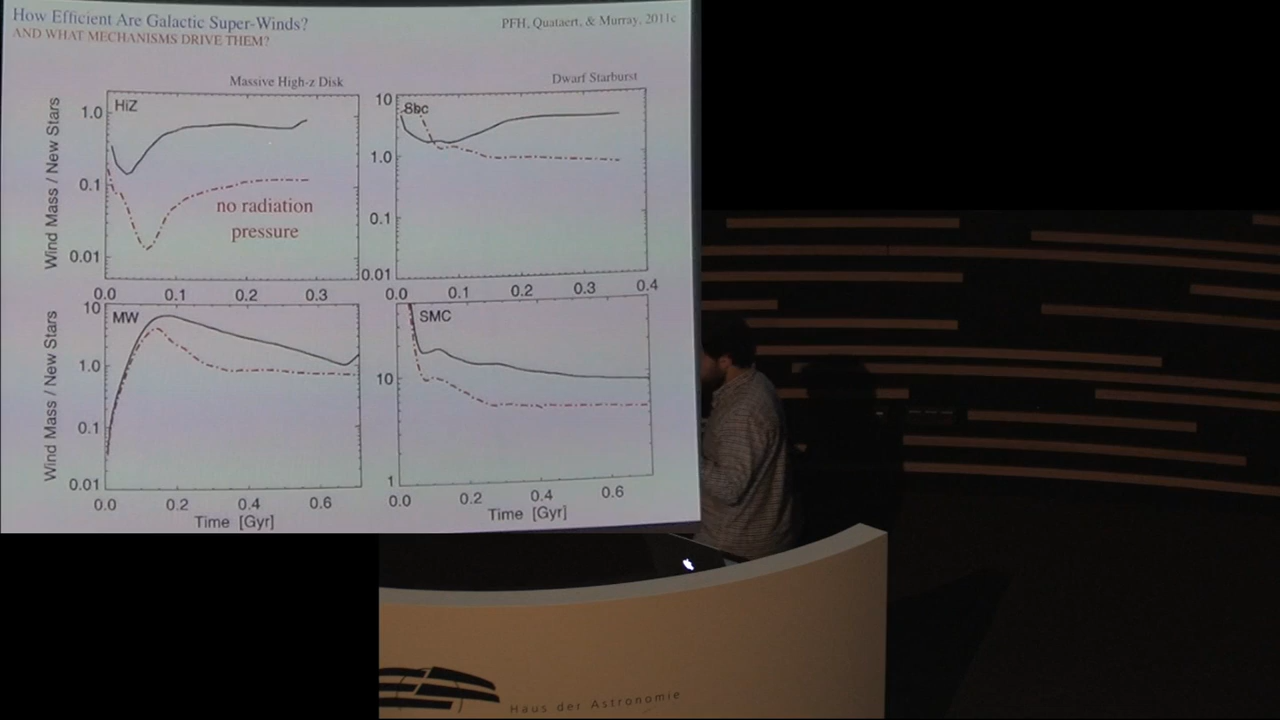 How Efficient Are Galactic Super-Winds?
PFH, Quataert, & Murray, 2011c
AND WHAT MECHANISMS DRIVE THEM?
Massive High-z Disk
Dwarf Starburst
HiZ
Wind Mass / New Stars
1.0
0.1
0.01
no radiation
pressure
0.0 0.1 0.2 0.3
Sbc
10
1.0
0.1
0.01
0.0 0.1 0.2 0.3 0.4
MW
Wind Mass / New Stars
10
1.0
0.1
0.01
0.0 0.2 0.4 0.6
Time [Gyr]
SMC
10
1
0.0 0.2 0.4 0.6
Time [Gyr]
Haus der Astronomie